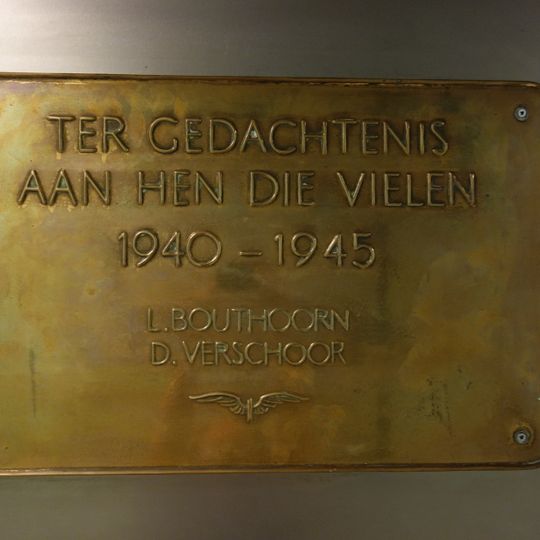 TER GEDACHTENIS
AAN HEN DIE VIELEN
1940 – 1945
L. BOUTHOORN
D. VERSCHOOR